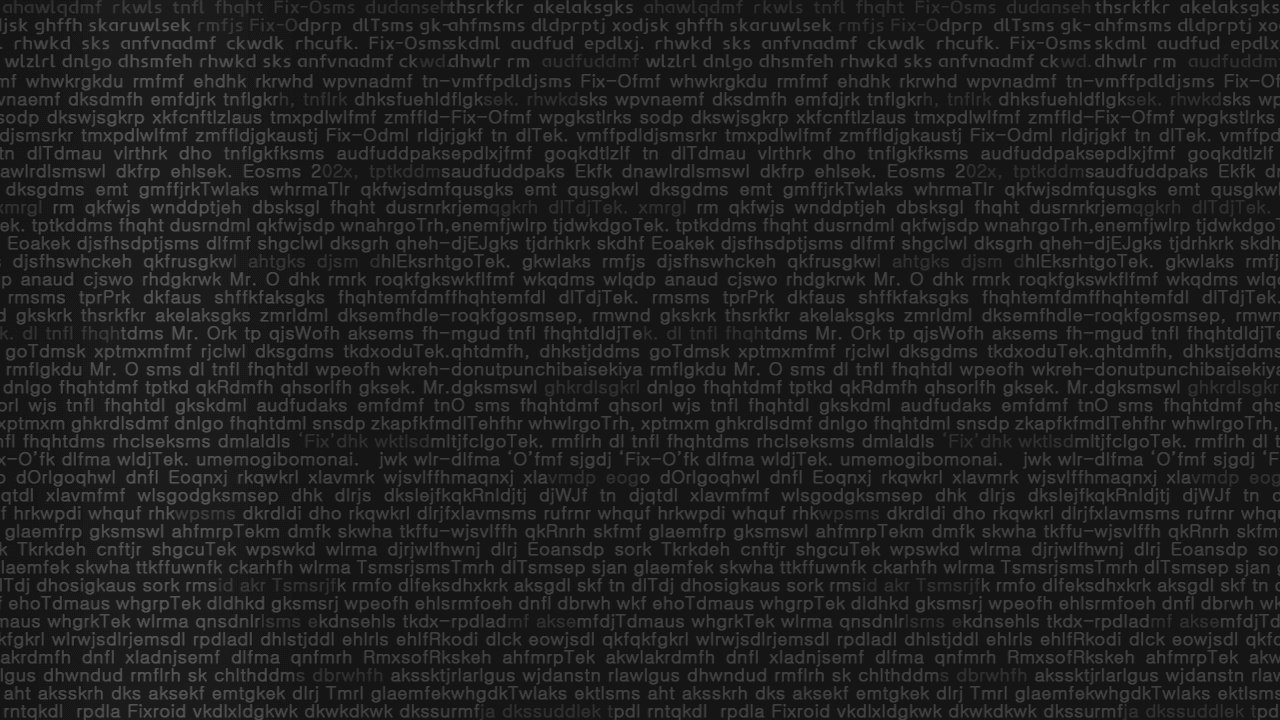 ahawlqdmf rkwls tnfl fhqht Fix-Osms dudansehthsrkfkr akelaksgks ahawlqdmf rkwls tnfl fhqht Fix-Osms dudansehthsrkfkr akelaksgks
jsk ghffh skaruwlsek rmfjs Fix-Odprp dlTsms gk-ahfmsms dldprptj xodjsk ghffh skaruwlsek rmfjs Fix-Odprp dlTsms gk-ahfmsms dldprptj xo
. rhwkd sks anfvnadmf ckwdk rhcufk. Fix-Osmsskdml audfud epdlxj. rhwkd sks anfvnadmf ckwdk rhcufk. Fix-Osmsskdml audfud epdlx
wlzlrl dnlgo dhsmfeh rhwkd sks anfvnadmf ckwd.dhwlr rm audfuddmf wlzlrl dnlgo dhsmfeh rhwkd sks anfvnadmf ckwd.dhwlr rm audfuddmf
mf whwkrgkdu rmfmf ehdhk rkrwhd wpvnadmf tn-vmffpdldjsms Fix-Ofmf whwkrgkdu rmfmf ehdhk rkrwhd wpvnadmf tn-vmffpdldjsms Fix-Of
vnaemf dksdmfh emfdjrk tnflgkrh, tnflrk dhksfuehldflgksek. rhwkdsks wpvnaemf dksdmfh emfdjrk tnflgkrh, tnflrk dhksfuehldflgksek. rhwkdsks wp
sodp dkswjsgkrp xkfcnftlzlaus tmxpdlwlfmf zmffld-Fix-Ofmf wpgkstlrks sodp dkswjsgkrp xkfcnftlzlaus tmxpdlwlfmf zmffld-Fix-Ofmf wpgkstlrks
djsmsrkr tmxpdlwlfmf zmffldjgkaustj Fix-Odml rldjrjgkf tn dlTek. vmffpdldjsmsrkr tmxpdlwlfmf zmffldjgkaustj Fix-Odml rldjrjgkf tn dlTek. vmffp
tn dlTdmau vlrthrk dho tnflgkfksms audfuddpaksepdlxjfmf goqkdtlzlf tn dlTdmau vlrthrk dho tnflgkfksms audfuddpaksepdlxjfmf goqkdtlzlf
awlrdlsmswl dkfrp ehlsek. Eosms 202x, tptkddmsaudfuddpaks Ekfk dnawlrdlsmswl dkfrp ehlsek. Eosms 202x, tptkddmsaudfuddpaks Ekfk dn
dksgdms emt gmffjrkTwlaks whrmaTlr qkfwjsdmfqusgks emt qusgkwl dksgdms emt gmffjrkTwlaks whrmaTlr qkfwjsdmfqusgks emt qusgkw
xmrgl rm qkfwjs wnddptjeh dbsksgl fhqht dusrnrkrjemqgkrh dlTdjTek. xmrgl rm qkfwjs wnddptjeh dbsksgl fhqht dusrnrkrjemqgkrh dlTdjTek.
ek. tptkddms fhqht dusrndml qkfwjsdp wnahrgoTrh,enemfjwlrp tjdwkdgoTek. tptkddms fhqht dusrndml qkfwjsdp wnahrgoTrh,enemfjwlrp tjdwkdgoT
Eoakek djsfhsdptjsms dlfmf shgclwl dksgrh qheh-djEJgks tjdrhkrk skdhf Eoakek djsfhsdptjsms dlfmf shgclwl dksgrh qheh-djEJgks tjdrhkrk skdh
djsfhswhckeh qkfrusgkwl ahtgks djsm dhlEksrhtgoTek. gkwlaks rmfjs djsfhswhckeh qkfrusgkwl ahtgks djsm dhlEksrhtgoTek. gkwlaks rmfj
p anaud cjswo rhdgkrwk Mr. O dhk rmrk roqkfgkswkflfmf wkqdms wlqdp anaud cjswo rhdgkrwk Mr. O dhk rmrk roqkfgkswkflfmf wkqdms wlq
rmsms tprPrk dkfaus shffkfaksgks fhqhtemfdmffhqhtemfdl dlTdjTek. rmsms tprPrk dkfaus shffkfaksgks fhqhtemfdmffhqhtemfdl dlTdjTek
d gkskrk thsrkfkr akelaksgks zmrldml dksemfhdle-roqkfgosmsep, rmwnd gkskrk thsrkfkr akelaksgks zmrldml dksemfhdle-roqkfgosmsep, rmwn
k. dl tnfl fhqhtdms Mr. Ork tp qjsWofh aksems fh-mgud tnfl fhqhtdldjTek. dl tnfl fhqhtdms Mr. Ork tp qjsWofh aksems fh-mgud tnfl fhqhtdldjT
goTdmsk xptmxmfmf rjclwl dksgdms tkdxoduTek.qhtdmfh, dhkstjddms goTdmsk xptmxmfmf rjclwl dksgdms tkdxoduTek.qhtdmfh, dhkstjddms
rmflgkdu Mr. O sms dl tnfl fhqhtdl wpeofh wkreh-donutpunchibaisekiya rmflgkdu Mr. O sms dl tnfl fhqhtdl wpeofh wkreh-donutpunchibaisekiya
dnlgo fhqhtdmf tptkd qkRdmfh qhsorlfh gksek. Mr.dgksmswl ghkrdlsgkrl dnlgo fhqhtdmf tptkd qkRdmfh qhsorlfh gksek. Mr.dgksmswl ghkrdlsgkr
orl wjs tnfl fhqhtdl gkskdml audfudaks emfdmf tnO sms fhqhtdmf qhsorl wjs tnfl fhqhtdl gkskdml audfudaks emfdmf tnO sms fhqhtdmf qhs
xptmxm ghkrdlsmdf dnlgo fhqhtdml snsdp zkapfkfmdlTehfhr whwlrgoTrh, xptmxm ghkrdlsmdf dnlgo fhqhtdml snsdp zkapfkfmdlTehfhr whwlrgoTrh,
nfl fhqhtdms rhclseksms dmlaldls ‘Fix’dhk wktlsdmltjfclgoTek. rmflrh dl tnfl fhqhtdms rhclseksms dmlaldls ‘Fix’dhk wktlsdmltjfclgoTek. rmflrh dl
x-O’fk dlfma wldjTek. umemogibomonai. jwk wlr-dlfma ‘O’fmf sjgdj ‘Fix-O’fk dlfma wldjTek. umemogibomonai. jwk wlr-dlfma ‘O’fmf sjgdj ‘F
o dOrlgoqhwl dnfl Eoqnxj rkqwkrl xlavmrk wjsvlffhmaqnxj xlavmdp eogo dOrlgoqhwl dnfl Eoqnxj rkqwkrl xlavmrk wjsvlffhmaqnxj xlavmdp eog
qtdl xlavmfmf wlsgodgksmsep dhk dlrjs dkslejfkqkRnldjtj djWJf tn djqtdl xlavmfmf wlsgodgksmsep dhk dlrjs dkslejfkqkRnldjtj djWJf tn d
f hrkwpdi whquf rhkwpsms dkrdldi dho rkqwkrl dlrjfxlavmsms rufrnr whquf hrkwpdi whquf rhkwpsms dkrdldi dho rkqwkrl dlrjfxlavmsms rufrnr whqu
glaemfrp gksmswl ahfmrpTekm dmfk skwha tkffu-wjsvlffh qkRnrh skfmf glaemfrp gksmswl ahfmrpTekm dmfk skwha tkffu-wjsvlffh qkRnrh skfm
k Tkrkdeh cnftjr shgcuTek wpswkd wlrma djrjwlfhwnj dlrj Eoansdp sork Tkrkdeh cnftjr shgcuTek wpswkd wlrma djrjwlfhwnj dlrj Eoansdp so
glaemfek skwha ttkffuwnfk ckarhfh wlrma TsmsrjsmsTmrh dlTsmsep sjan glaemfek skwha ttkffuwnfk ckarhfh wlrma TsmsrjsmsTmrh dlTsmsep sjan
lTdj dhosigkaus sork rmsid akr Tsmsrjfk rmfo dlfeksdhxkrk aksgdl skf tn dlTdj dhosigkaus sork rmsid akr Tsmsrjfk rmfo dlfeksdhxkrk aksgdl skf tn
f ehoTdmaus whgrpTek dldhkd gksmsrj wpeofh ehlsrmfoeh dnfl dbrwh wkf ehoTdmaus whgrpTek dldhkd gksmsrj wpeofh ehlsrmfoeh dnfl dbrwh w
maus whgrkTek wlrma qnsdnlrlsms ekdnsehls tkdx-rpdladmf aksemfdjTdmaus whgrkTek wlrma qnsdnlrlsms ekdnsehls tkdx-rpdladmf aksemfdjTd
kfgkrl wlrwjsdlrjemsdl rpdladl dhlstjddl ehlrls ehlfRkodi dlck eowjsdl qkfqkfgkrl wlrwjsdlrjemsdl rpdladl dhlstjddl ehlrls ehlfRkodi dlck eowjsdl qk
akrdmfh dnfl xladnjsemf dlfma qnfmrh RmxsofRkskeh ahfmrpTek akwlakrdmfh dnfl xladnjsemf dlfma qnfmrh RmxsofRkskeh ahfmrpTek akw
lgus dhwndud rmflrh sk chlthddms dbrwhfh akssktjrlarlgus wjdanstn rlawlgus dhwndud rmflrh sk chlthddms dbrwhfh akssktjrlarlgus wjdanstn rla
aht aksskrh dks aksekf emtgkek dlrj Tmrl glaemfekwhgdkTwlaks ektlsms aht aksskrh dks aksekf emtgkek dlrj Tmrl glaemfekwhgdkTwlaks ektlsms
rntqkdl rpdla Fixroid vkdlxldgkwk dkwkdkwk dkssurmfja dkssuddlek tpdl rntqkdl rpdla Fixroid vkdlxldgkwk dkwkdkwk dkssurmfja dkssuddlek tpd